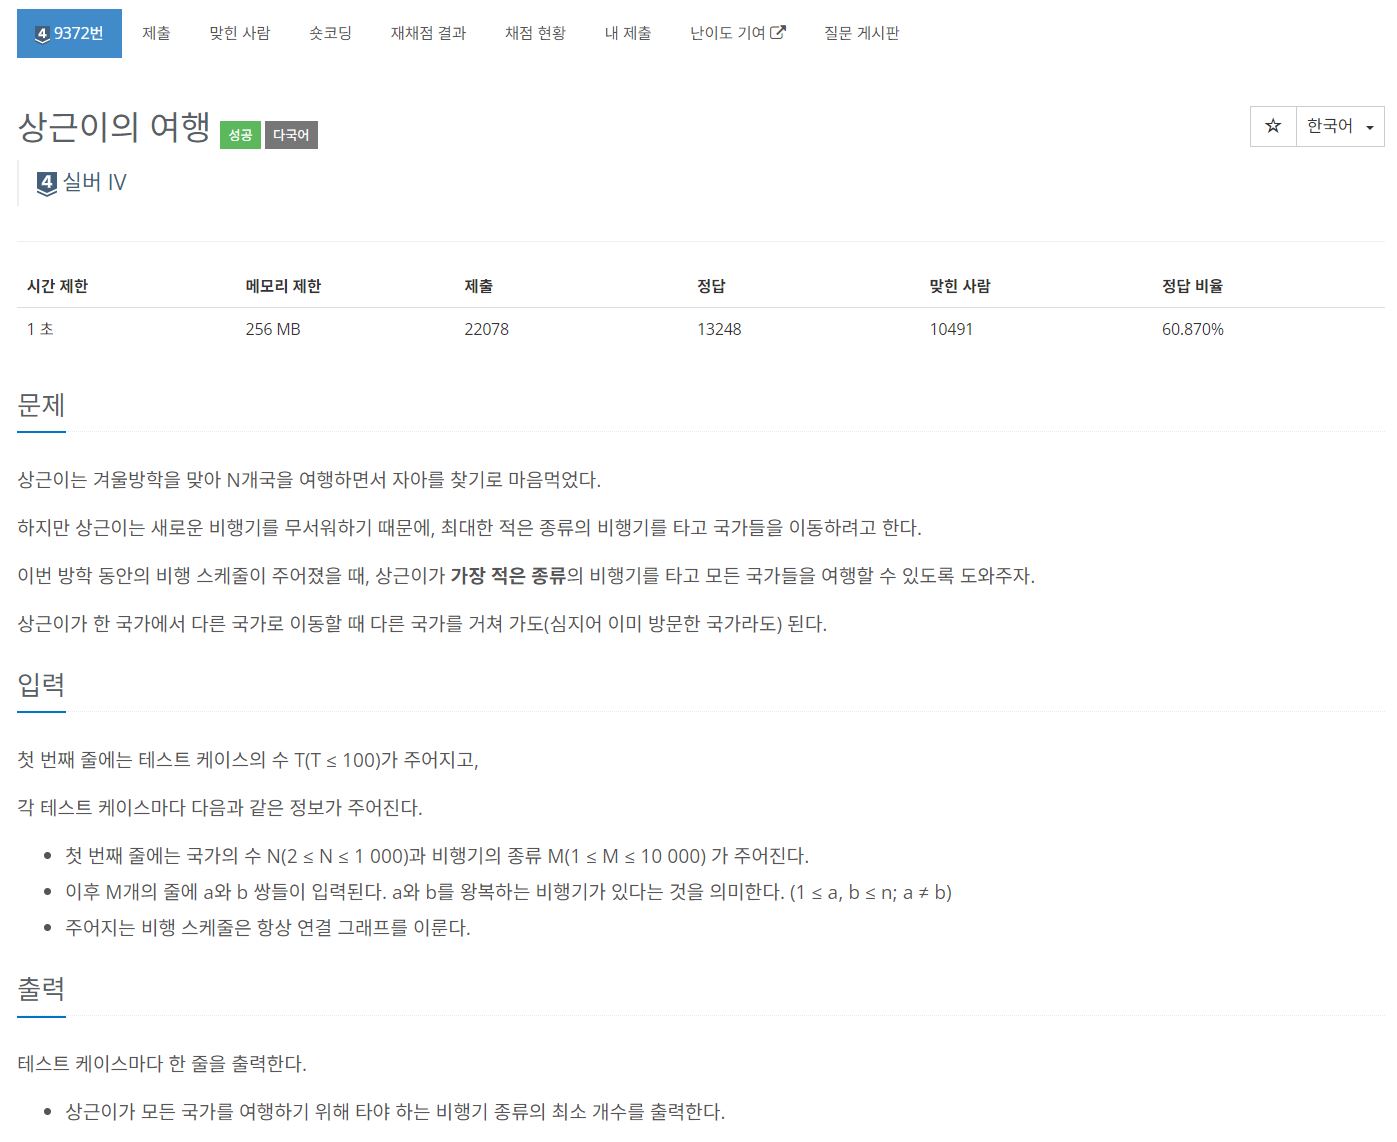 4 9372번 제출 맞힌 사람 숏코딩 재채점 결과 채점 현황 내 제출 난이도 기여 질문 게시판
상근이의 여행 성공 다국어 ☆ 한국어
4 실버 IV
시간 제한 메모리 제한 제출 정답 맞힌 사람 정답 비율
1 초 256 MB 22078 13248 10491 60.870%
문제
상근이는 겨울방학을 맞아 N개국을 여행하면서 자아를 찾기로 마음먹었다.
하지만 상근이는 새로운 비행기를 무서워하기 때문에, 최대한 적은 종류의 비행기를 타고 국가들을 이동하려고 한다.
이번 방학 동안의 비행 스케줄이 주어졌을 때, 상근이가 가장 적은 종류의 비행기를 타고 모든 국가들을 여행할 수 있도록 도와주자.
상근이가 한 국가에서 다른 국가로 이동할 때 다른 국가를 거쳐 가도(심지어 이미 방문한 국가라도) 된다.
입력
첫 번째 줄에는 테스트 케이스의 수 T(T ≤ 100)가 주어지고,
각 테스트 케이스마다 다음과 같은 정보가 주어진다.
• 첫 번째 줄에는 국가의 수 N(2 ≤ N ≤ 1 000)과 비행기의 종류 M(1 ≤ M ≤ 10 000) 가 주어진다.
• 이후 M개의 줄에 a와 b 쌍들이 입력된다. a와 b를 왕복하는 비행기가 있다는 것을 의미한다. (1 ≤ a, b ≤ n; a ≠ b)
• 주어지는 비행 스케줄은 항상 연결 그래프를 이룬다.
출력
테스트 케이스마다 한 줄을 출력한다.
• 상근이가 모든 국가를 여행하기 위해 타야 하는 비행기 종류의 최소 개수를 출력한다.